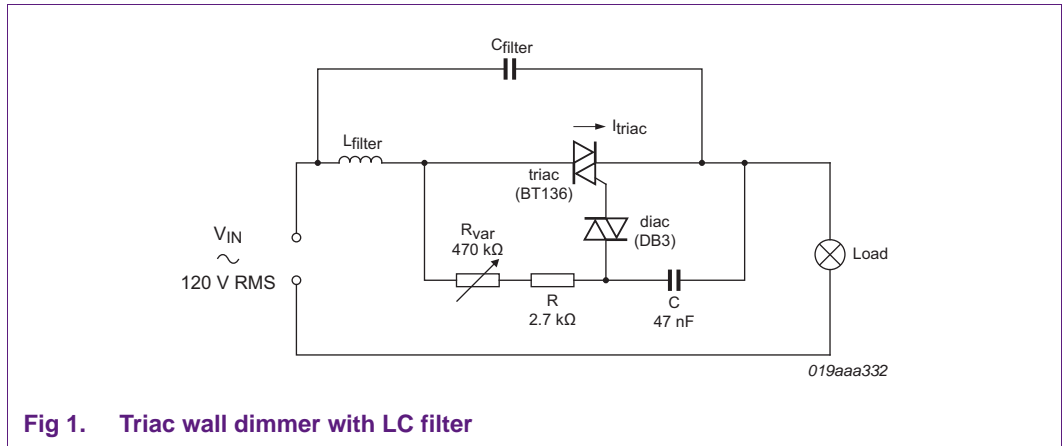 Cfilter
Itriac
Lfilter
triac
(BT136)
diac
(DB3)
VIN
~
120 V RMS
Rvar
470 kΩ
R
2.7 kΩ
C
47 nF
Load
019aaa332
Fig 1. Triac wall dimmer with LC filter